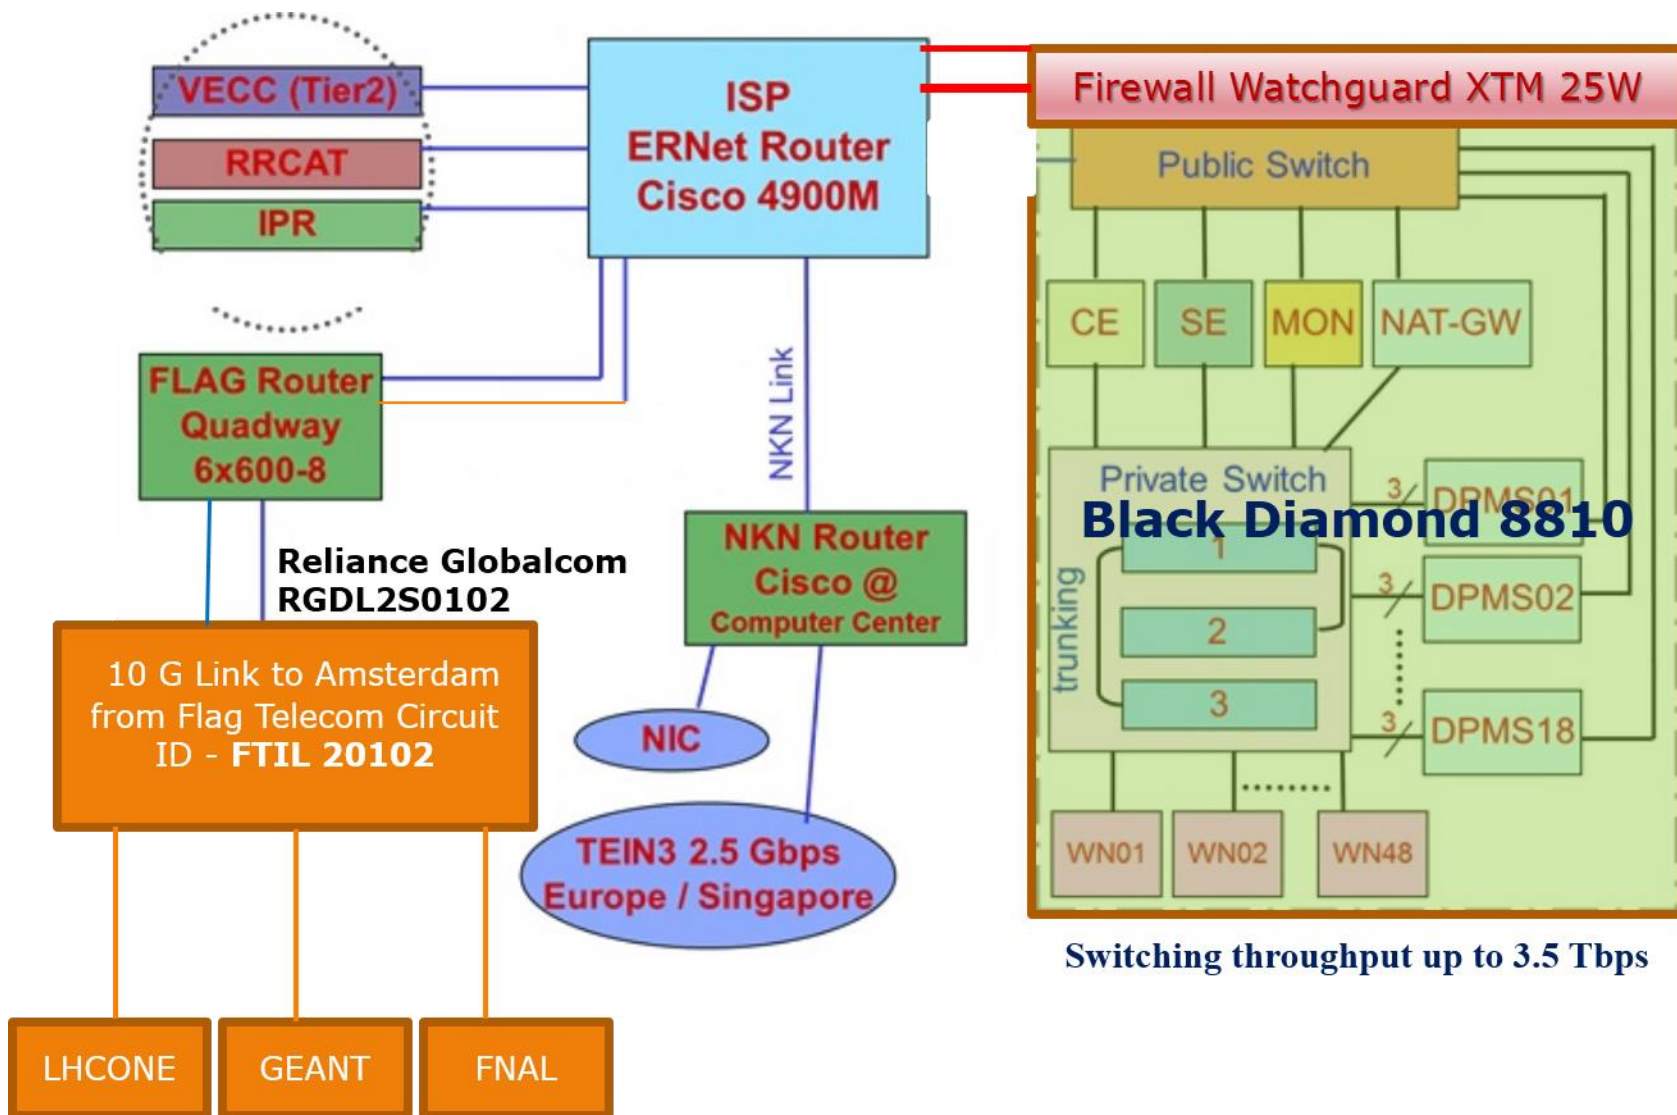 VECC (Tier2)
RRCAT
IPR
ISP
ERNet Router
Cisco 4900M
Firewall Watchguard XTM 25W
Public Switch
CE
SE
MON
NAT-GW
FLAG Router
Quadway
6x600-8
NKN Link
Private Switch
Black Diamond 8810
trunking
1
2
3
3
DPMS01
3
DPMS02
3
DPMS18
WN01
WN02
WN48
Switching throughput up to 3.5 Tbps
Reliance Globalcom
RGDL2S0102
NKN Router
Cisco @
Computer Center
NIC
TEIN3 2.5 Gbps
Europe / Singapore
10 G Link to Amsterdam
from Flag Telecom Circuit
ID - FTIL 20102
LHCONE
GEANT
FNAL